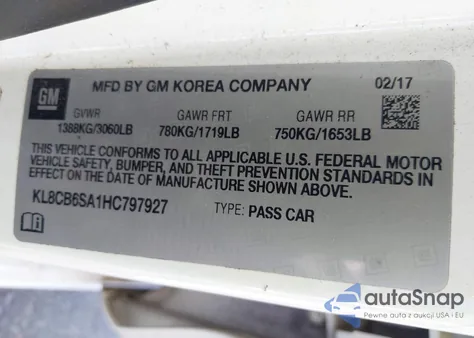 GM
MFD BY GM KOREA COMPANY 02/17
GVWR GAWR FRT GAWR RR
1388KG/3060LB 780KG/1719LB 750KG/1653LB
THIS VEHICLE CONFORMS TO ALL APPLICABLE U.S. FEDERAL MOTOR
VEHICLE SAFETY, BUMPER, AND THEFT PREVENTION STANDARDS IN
EFFECT ON THE DATE OF MANUFACTURE SHOWN ABOVE.
KL8CB6SA1HC797927 TYPE: PASS CAR
autoSnap
Pewne auta z aukcji USA i EU